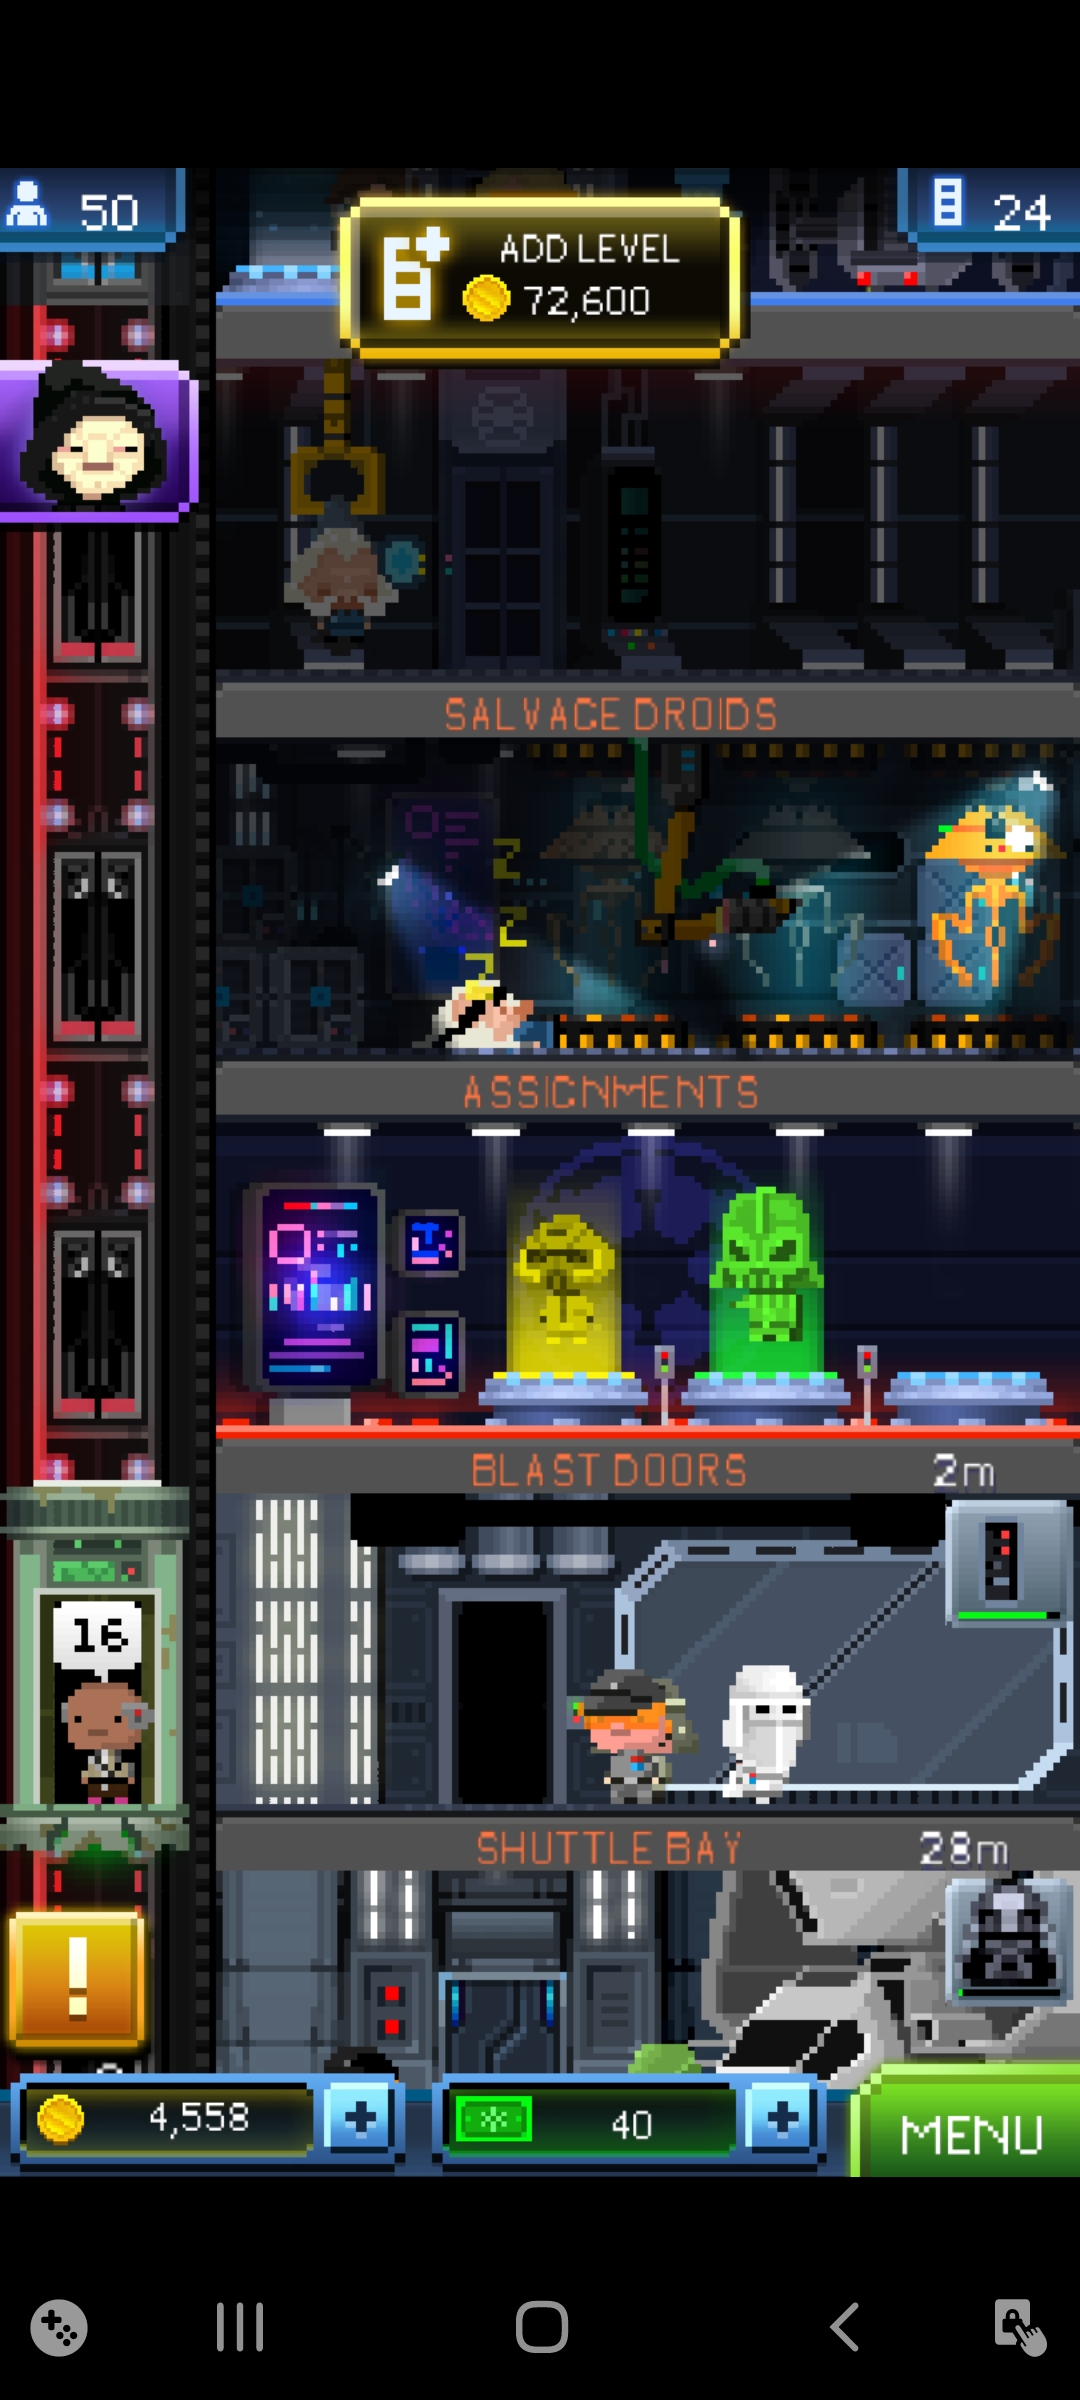 50
24
ADD LEVEL
72,600
SALVAGE DROIDS
Z
Z
Z
ASSIGNMENTS
BLAST DOORS 2m
16
SHUTTLE BAY 28m
!
4,558
40
MENU